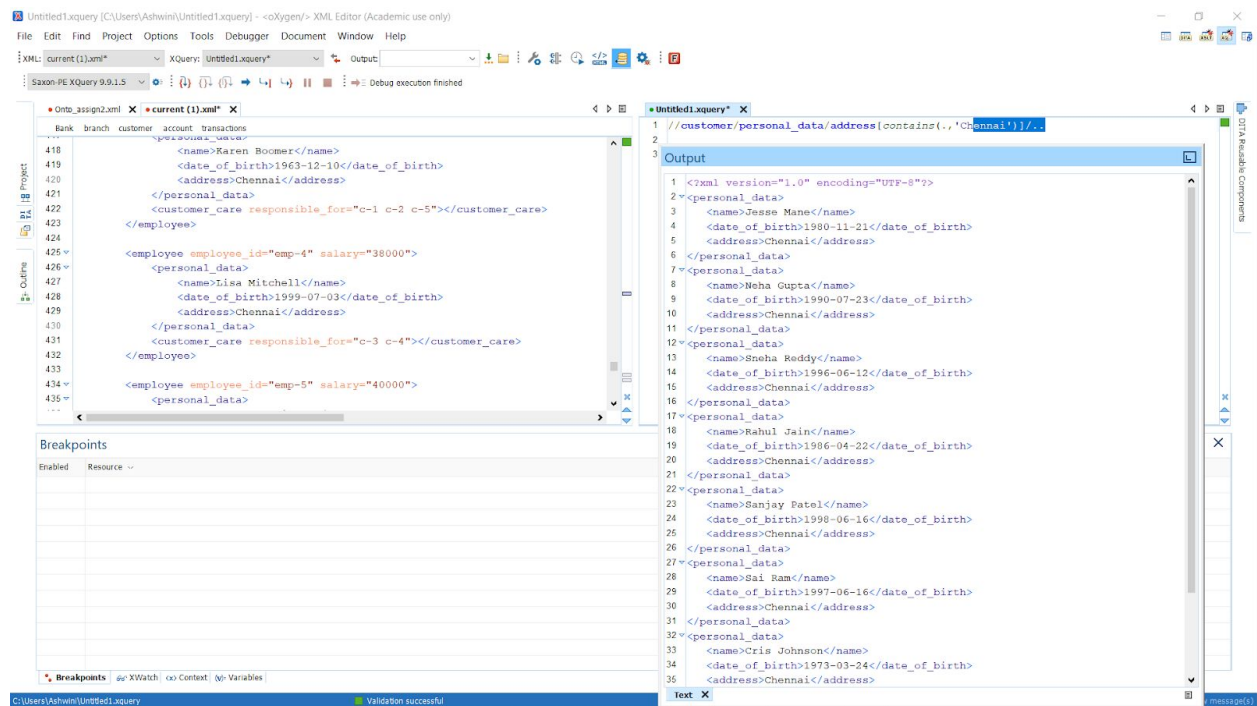 Untitled1.xquery [C:\Users\Ashwini\Untitled1.xquery] - <oXygen/> XML Editor (Academic use only)
File Edit Find Project Options Tools Debugger Document Window Help
XML: current (1).xml* XQuery: Untitled1.xquery* Output:
Saxon-PE XQuery 9.9.1.5 Debug execution finished
Onto_assign2.xml current (1).xml*
Bank branch customer account transactions
<personal_data>
418 <name>Karen Boomer</name>
419 <date_of_birth>1963-12-10</date_of_birth>
420 <address>Chennai</address>
421 </personal_data>
422 <customer_care responsible_for="c-1 c-2 c-5"></customer_care>
423 </employee>
424
425 <employee employee_id="emp-4" salary="38000">
426 <personal_data>
427 <name>Lisa Mitchell</name>
428 <date_of_birth>1999-07-03</date_of_birth>
429 <address>Chennai</address>
430 </personal_data>
431 <customer_care responsible_for="c-3 c-4"></customer_care>
432 </employee>
433
434 <employee employee_id="emp-5" salary="40000">
435 <personal_data>
Project
Outline
Breakpoints
Enabled Resource
Breakpoints XWatch Context Variables
C:\Users\Ashwini\Untitled1.xquery Validation successful
Untitled1.xquery*
1 //customer/personal_data/address[contains(.,'Chennai')]/..
2
3
Output
1 <?xml version="1.0" encoding="UTF-8"?>
2 <personal_data>
3 <name>Jesse Mane</name>
4 <date_of_birth>1980-11-21</date_of_birth>
5 <address>Chennai</address>
6 </personal_data>
7 <personal_data>
8 <name>Neha Gupta</name>
9 <date_of_birth>1990-07-23</date_of_birth>
10 <address>Chennai</address>
11 </personal_data>
12 <personal_data>
13 <name>Sneha Reddy</name>
14 <date_of_birth>1996-06-12</date_of_birth>
15 <address>Chennai</address>
16 </personal_data>
17 <personal_data>
18 <name>Rahul Jain</name>
19 <date_of_birth>1986-04-22</date_of_birth>
20 <address>Chennai</address>
21 </personal_data>
22 <personal_data>
23 <name>Sanjay Patel</name>
24 <date_of_birth>1998-06-16</date_of_birth>
25 <address>Chennai</address>
26 </personal_data>
27 <personal_data>
28 <name>Sai Ram</name>
29 <date_of_birth>1997-06-16</date_of_birth>
30 <address>Chennai</address>
31 </personal_data>
32 <personal_data>
33 <name>Cris Johnson</name>
34 <date_of_birth>1973-03-24</date_of_birth>
35 <address>Chennai</address>
Text
DITA Reusable Components
message(s)